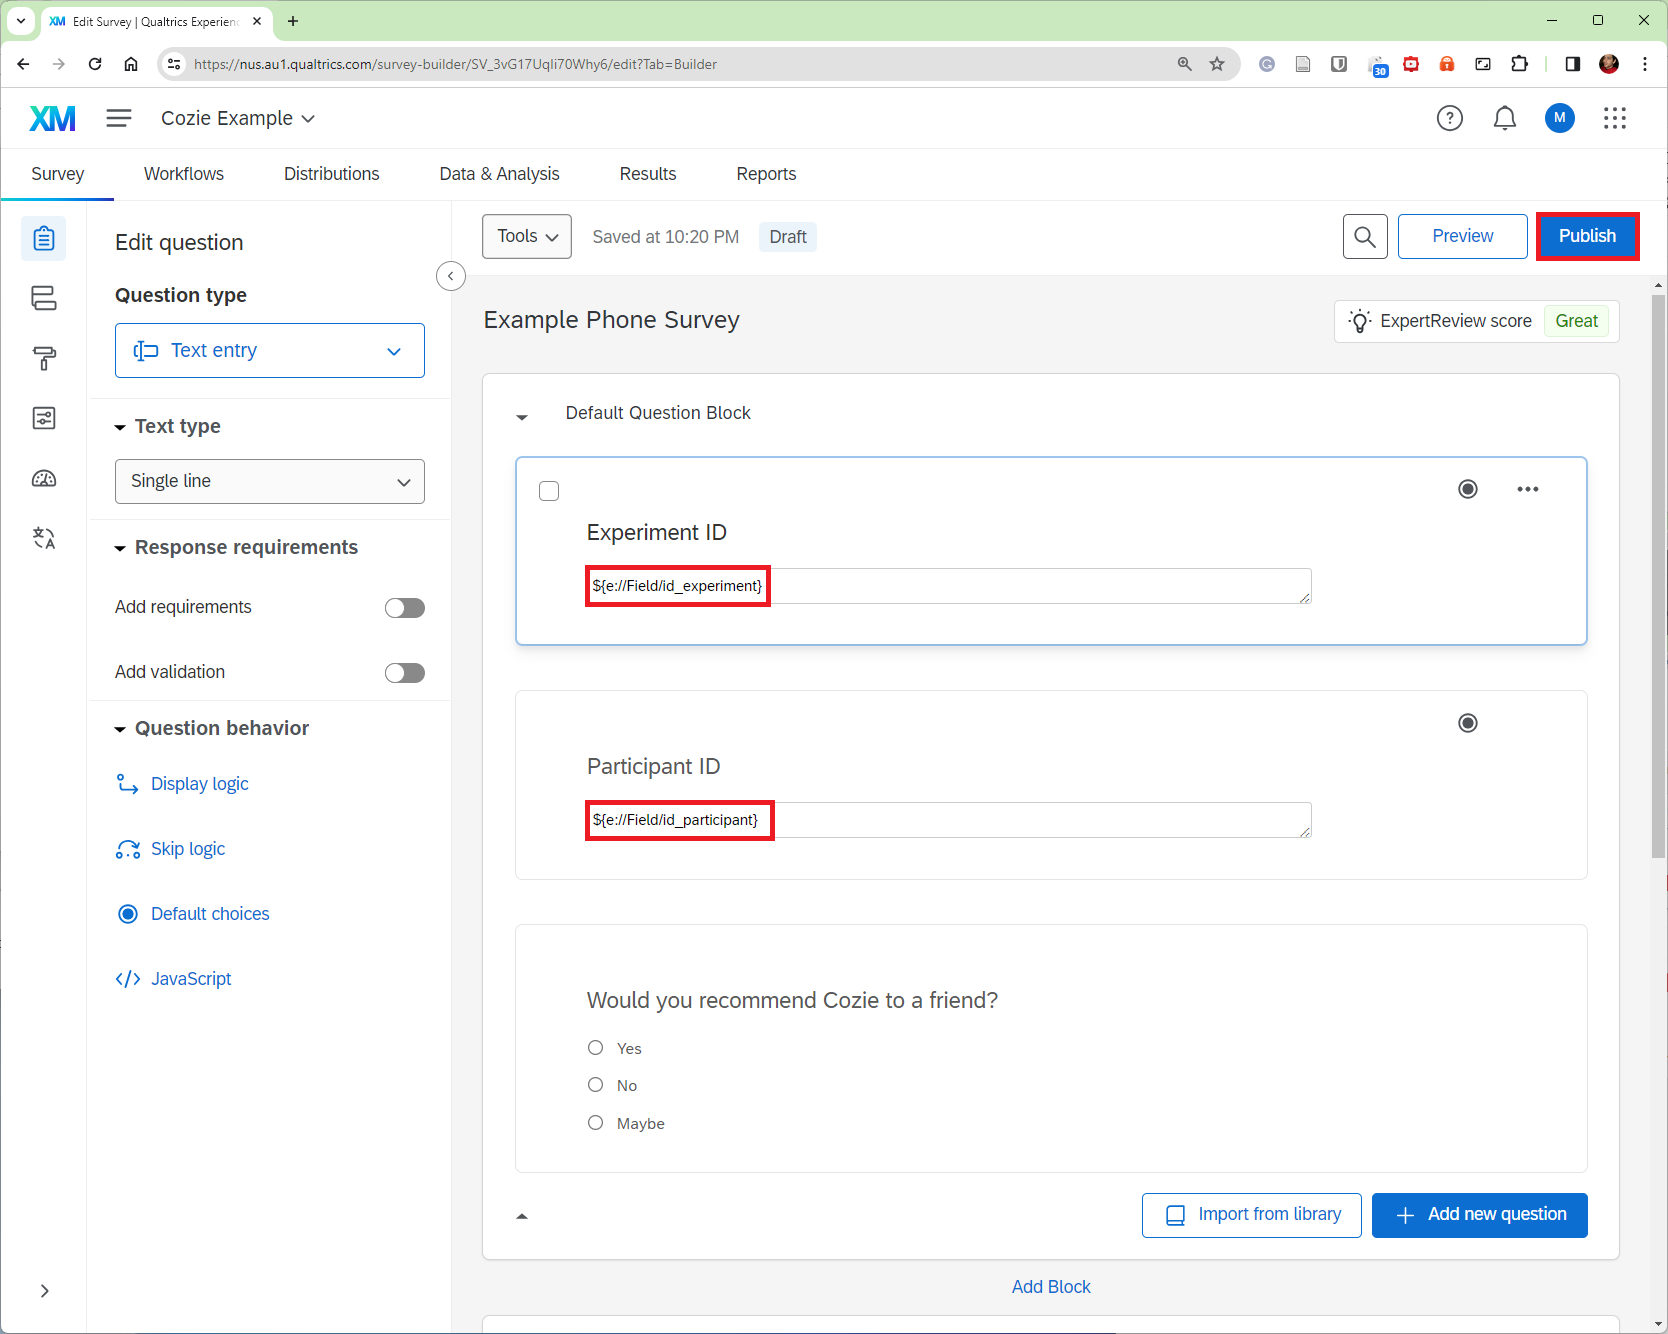 XM Edit Survey | Qualtrics Experienc
https://nus.au1.qualtrics.com/survey-builder/SV_3vG17Uqli70Why6/edit?Tab=Builder
30
XM Cozie Example
M
Survey Workflows Distributions Data & Analysis Results Reports
Tools Saved at 10:20 PM Draft Preview Publish
Edit question
Question type
Text entry
Text type
Single line
Response requirements
Add requirements
Add validation
Question behavior
Display logic
Skip logic
Default choices
JavaScript
Example Phone Survey
ExpertReview score Great
Default Question Block
Experiment ID
${e://Field/id_experiment}
Participant ID
${e://Field/id_participant}
Would you recommend Cozie to a friend?
Yes
No
Maybe
Import from library Add new question
Add Block